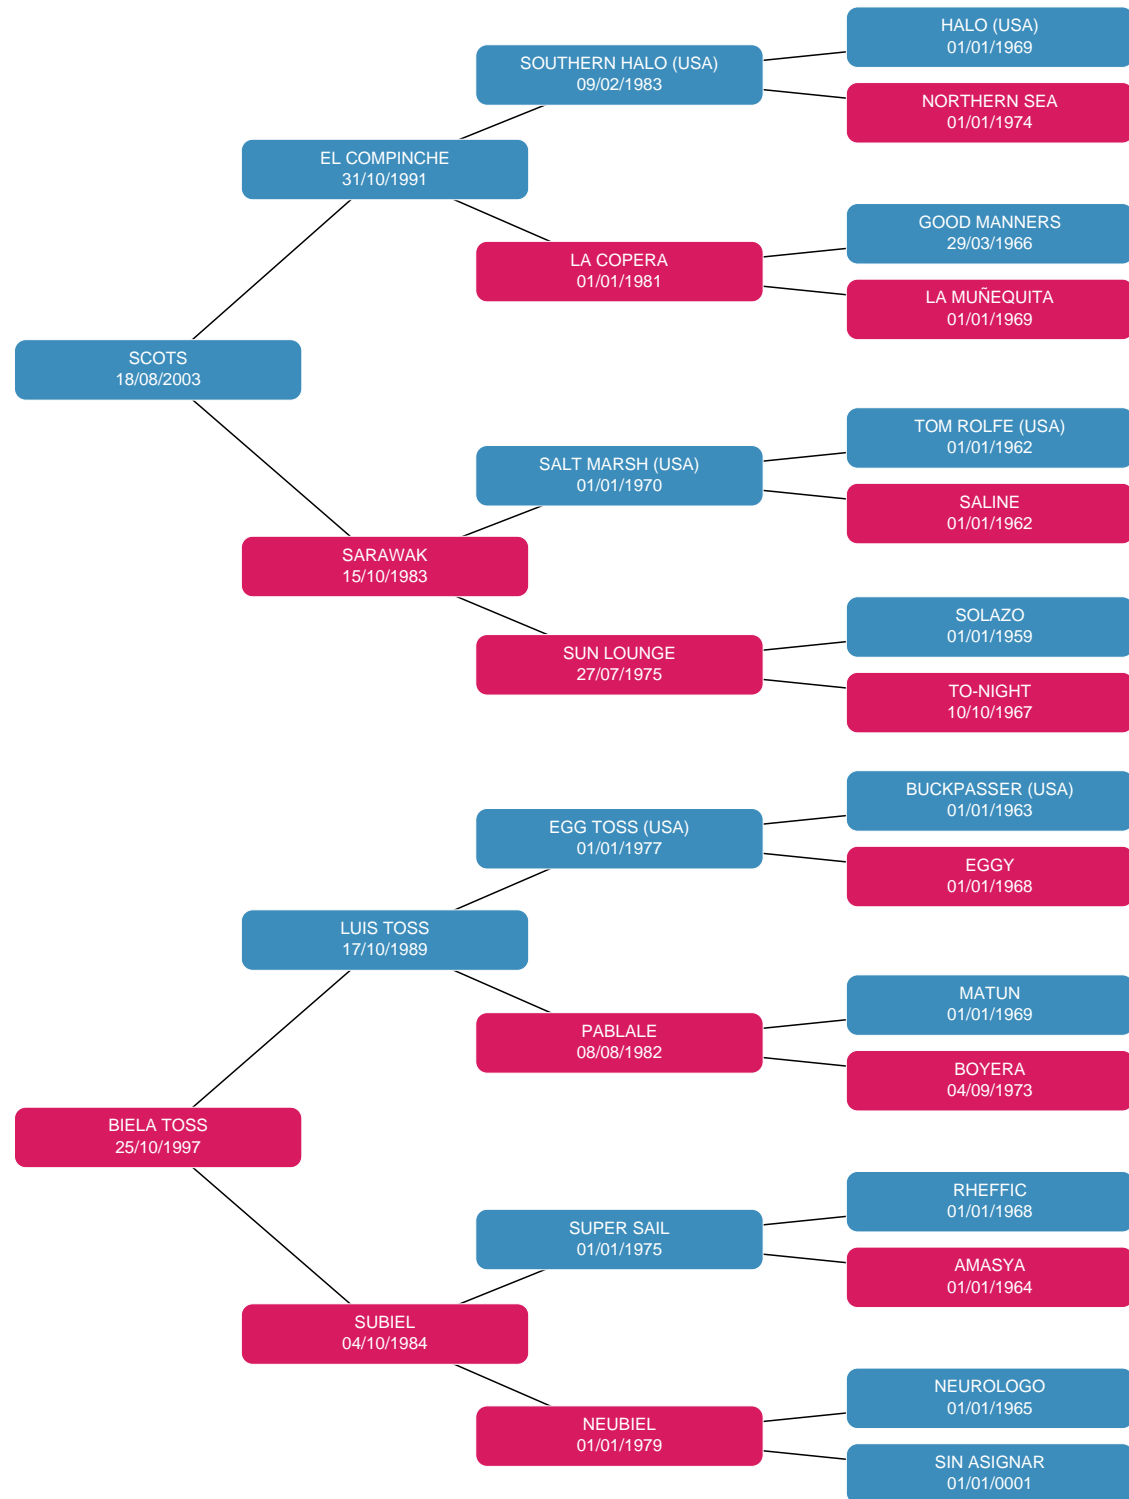 HALO (USA)
01/01/1969
SOUTHERN HALO (USA)
09/02/1983
NORTHERN SEA
01/01/1974
EL COMPINCHE
31/10/1991
GOOD MANNERS
29/03/1966
LA COPERA
01/01/1981
LA MUÑEQUITA
01/01/1969
SCOTS
18/08/2003
TOM ROLFE (USA)
01/01/1962
SALT MARSH (USA)
01/01/1970
SALINE
01/01/1962
SARAWAK
15/10/1983
SOLAZO
01/01/1959
SUN LOUNGE
27/07/1975
TO-NIGHT
10/10/1967
BUCKPASSER (USA)
01/01/1963
EGG TOSS (USA)
01/01/1977
EGGY
01/01/1968
LUIS TOSS
17/10/1989
MATUN
01/01/1969
PABLALE
08/08/1982
BOYERA
04/09/1973
BIELA TOSS
25/10/1997
RHEFFIC
01/01/1968
SUPER SAIL
01/01/1975
AMASYA
01/01/1964
SUBIEL
04/10/1984
NEUROLOGO
01/01/1965
NEUBIEL
01/01/1979
SIN ASIGNAR
01/01/0001